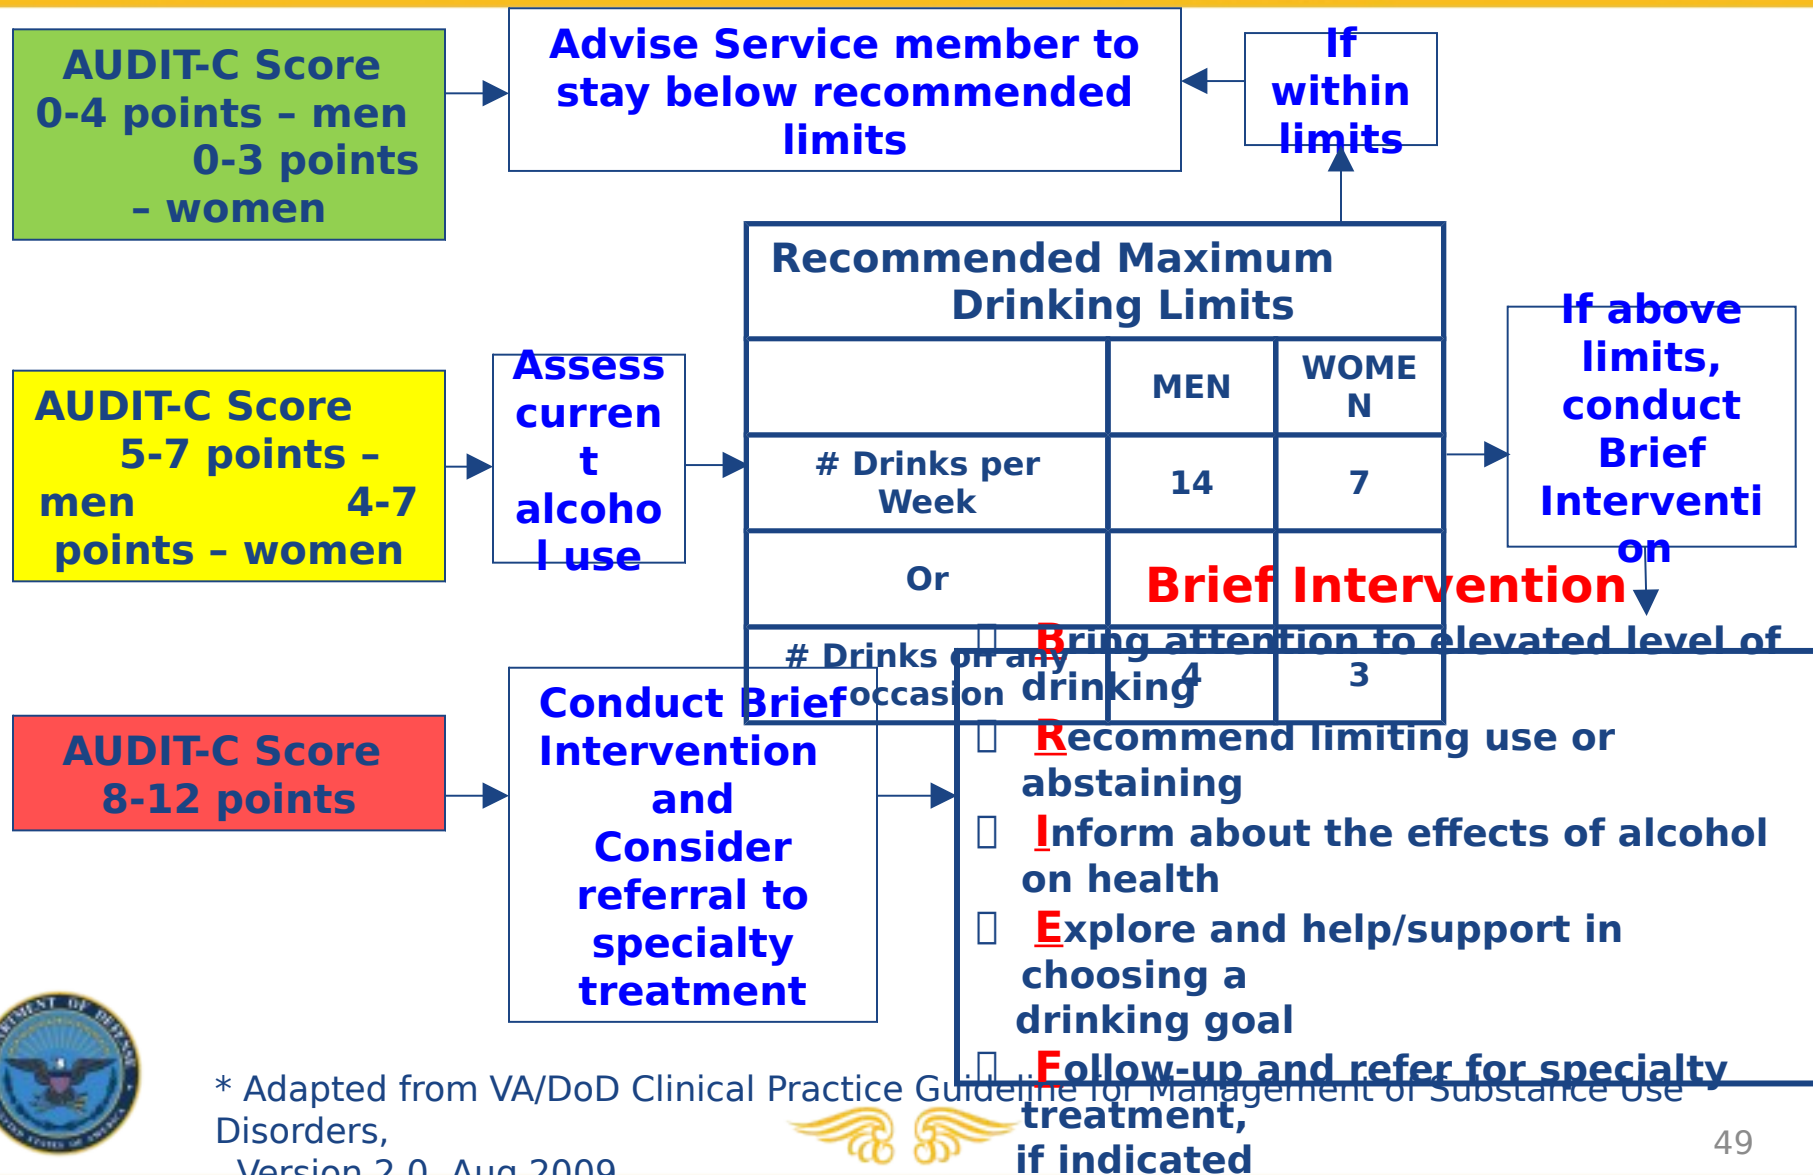 AUDIT-C Score
0-4 points – men
0-3 points
– women
Advise Service member to
stay below recommended
limits
If
within
limits
Recommended Maximum
Drinking Limits
MEN
WOME
N
# Drinks per
Week
14
7
Or
# Drinks on any
occasion
4
3
If above
limits,
conduct
Brief
Interventi
on
AUDIT-C Score
5-7 points –
men 4-7
points – women
Assess
curren
t
alcoho
l use
AUDIT-C Score
8-12 points
Conduct Brief
Intervention
and
Consider
referral to
specialty
treatment
Brief Intervention
Bring attention to elevated level of
drinking
Recommend limiting use or
abstaining
Inform about the effects of alcohol
on health
Explore and help/support in
choosing a
drinking goal
Follow-up and refer for specialty
treatment,
if indicated
* Adapted from VA/DoD Clinical Practice Guideline for Management of Substance Use
Disorders,
Version 2.0, Aug 2009
49